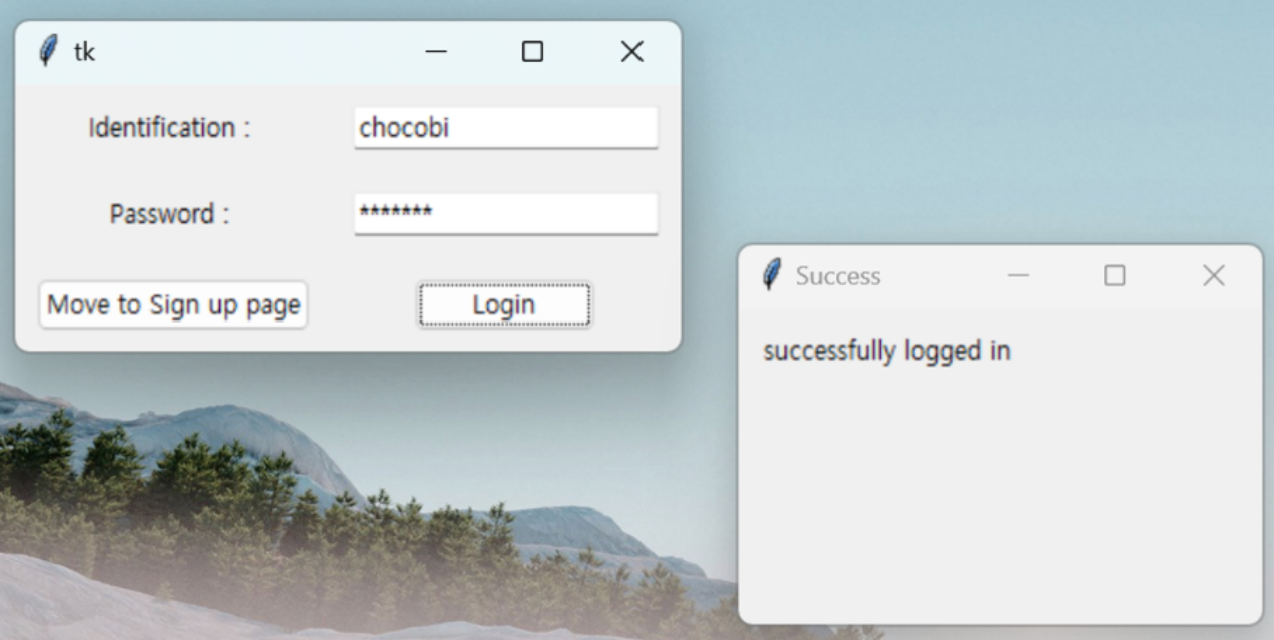 tk
Identification :
chocobi
Password :
*******
Move to Sign up page
Login
Success
successfully logged in